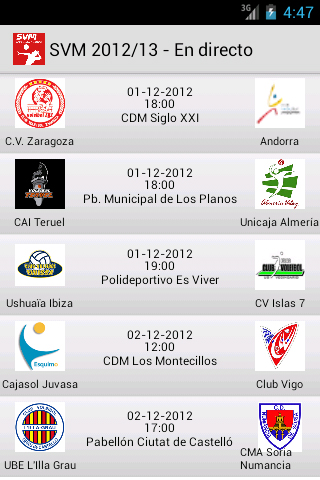 3G 4:47
SVM
SVM 2012/13 - En directo
01-12-2012
18:00
CDM Siglo XXI
C.V. Zaragoza
Andorra
01-12-2012
18:00
Pb. Municipal de Los Planos
CAI Teruel
Unicaja Almería
01-12-2012
19:00
Polideportivo Es Viver
Ushuaïa Ibiza
CV Islas 7
02-12-2012
12:00
CDM Los Montecillos
Esquimo
Cajasol Juvasa
Club Vigo
02-12-2012
17:00
Pabellón Ciutat de Castelló
UBE L'Illa Grau
CMA Soria
Numancia